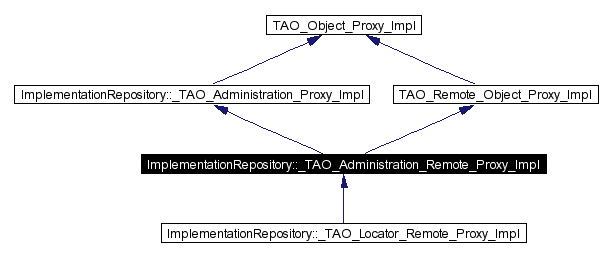 TAO_Object_Proxy_Impl
ImplementationRepository::_TAO_Administration_Proxy_Impl
TAO_Remote_Object_Proxy_Impl
ImplementationRepository::_TAO_Administration_Remote_Proxy_Impl
ImplementationRepository::_TAO_Locator_Remote_Proxy_Impl